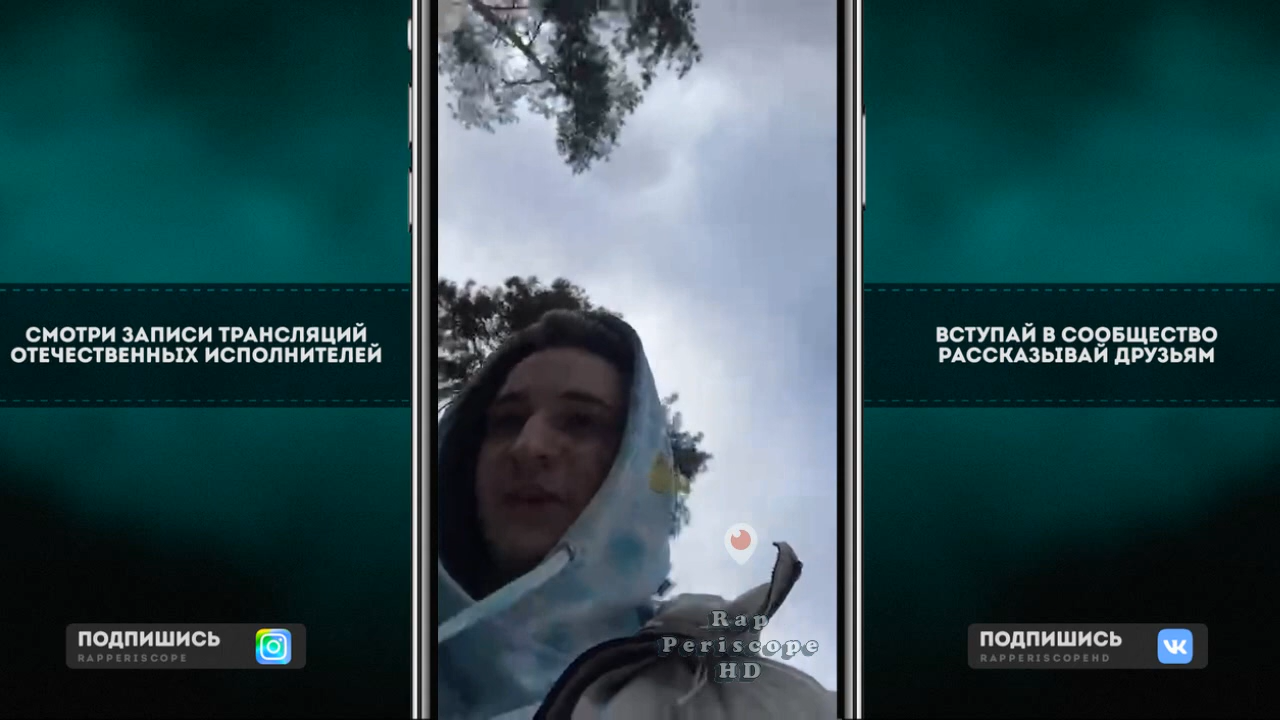 СМОТРИ ЗАПИСИ ТРАНСЛЯЦИЙ
ОТЕЧЕСТВЕННЫХ ИСПОЛНИТЕЛЕЙ
ВСТУПАЙ В СООБЩЕСТВО
РАССКАЗЫВАЙ ДРУЗЬЯМ
Rap
Periscope
HD
ПОДПИШИСЬ
RAPPERISCOPE
ПОДПИШИСЬ
RAPPERISCOPEHD